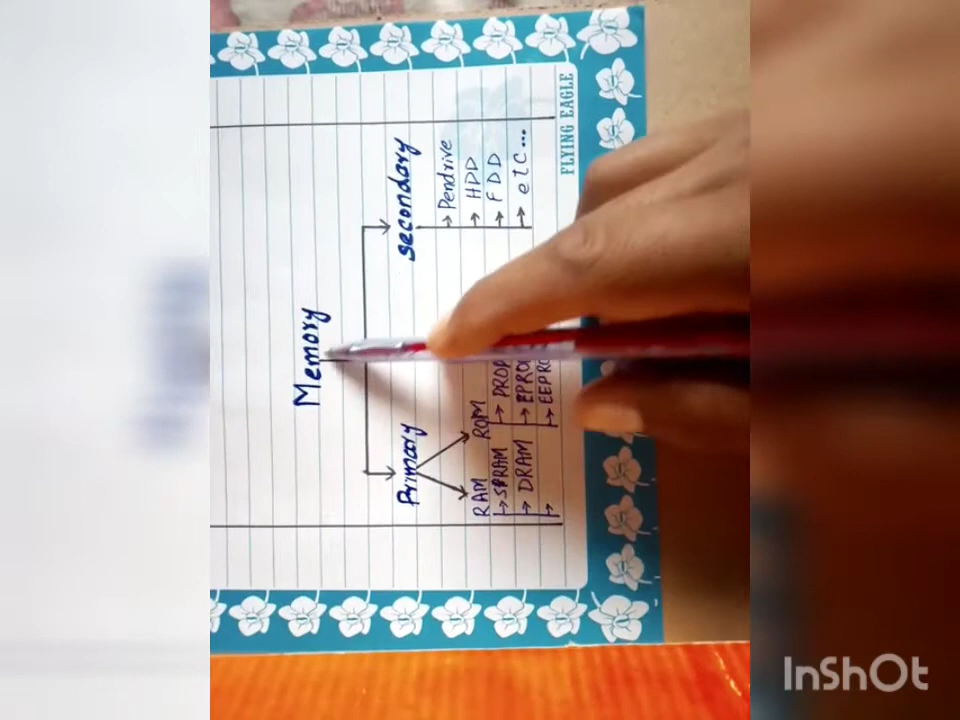 Memory
Primary secondary
RAM ROM
→ SRAM
→ DRAM
→ Pendrive
→ HDD
→ FDD
→ etc...
FLYING EAGLE
InShOt